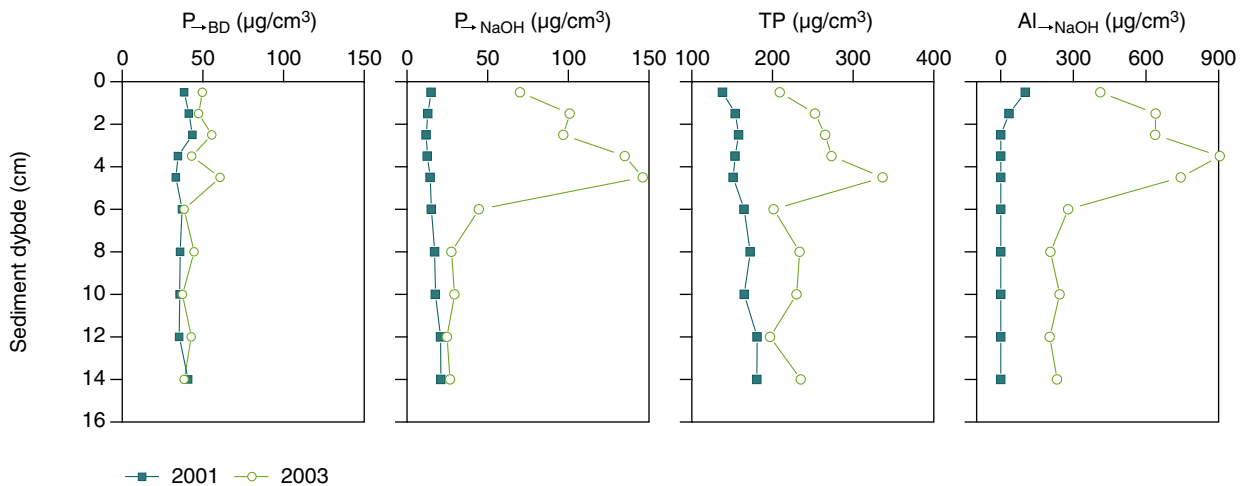 P→BD (µg/cm³)
P→NaOH (µg/cm³)
TP (µg/cm³)
Al→NaOH (µg/cm³)
0 50 100 150
0 50 100 150
100 200 300 400
0 300 600 900
Sediment dybde (cm)
0
2
4
6
8
10
12
14
16
2001 2003